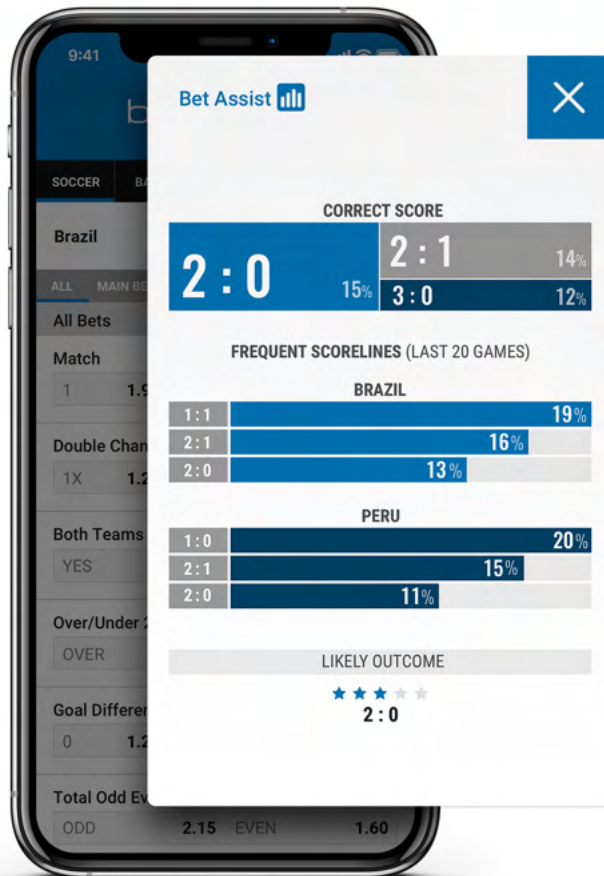 9:41
Bet Assist
SOCCER
CORRECT SCORE
Brazil
2 : 0 15%
2 : 1 14%
3 : 0 12%
ALL MAIN
All Bets
FREQUENT SCORELINES (LAST 20 GAMES)
Match
1
BRAZIL
1:1 19%
2:1 16%
2:0 13%
Double
1X
PERU
1:0 20%
2:1 15%
2:0 11%
Both Teams
YES
Over/Under
OVER
LIKELY OUTCOME
2 : 0
Goal
0
Total Odd
ODD 2.15 EVEN 1.60